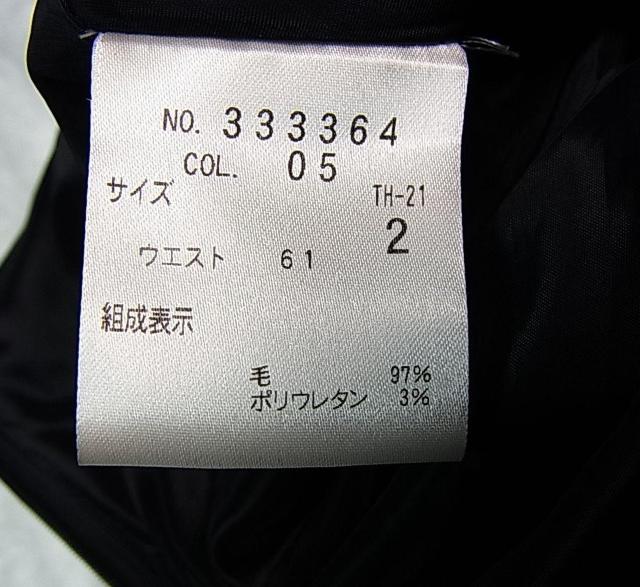 NO. 333364
COL. 05
サイズ TH-21
2
ウエスト 61
組成表示
毛 97%
ポリウレタン 3%